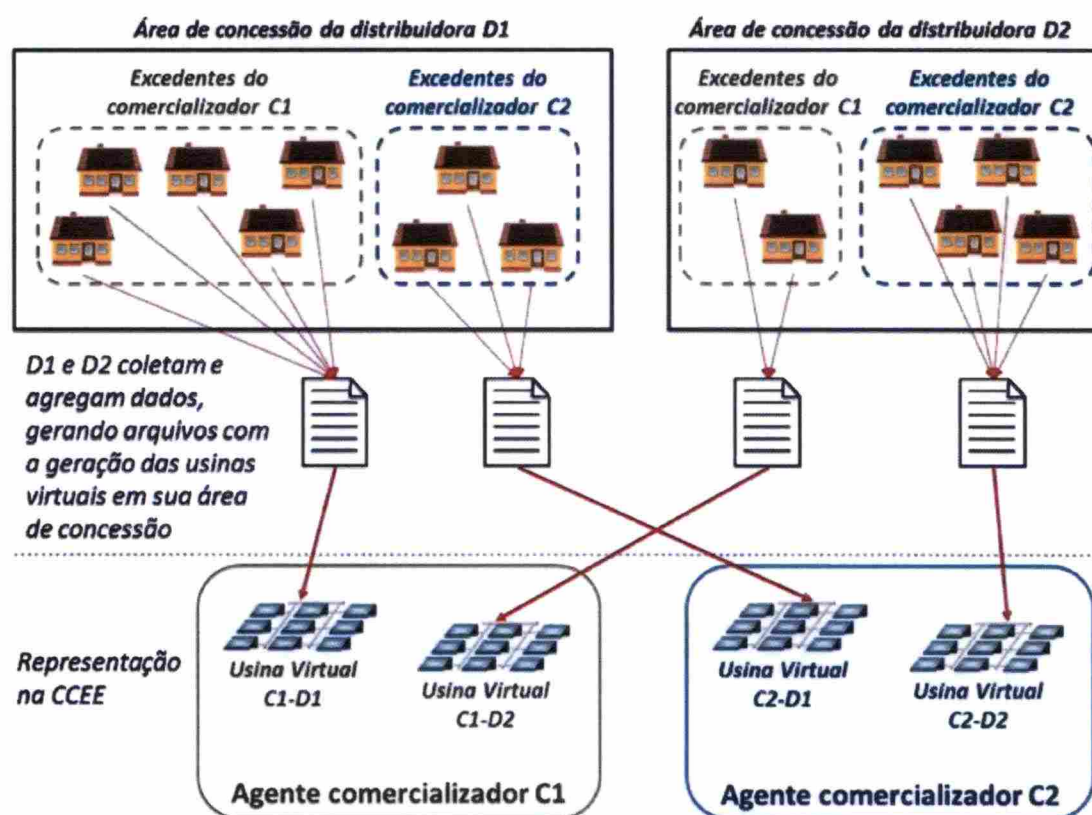 Área de concessão da distribuidora D1
Área de concessão da distribuidora D2
Excedentes do
comercializador C1
Excedentes do
comercializador C2
Excedentes do
comercializador C1
Excedentes do
comercializador C2
D1 e D2 coletam e
agregam dados,
gerando arquivos com
a geração das usinas
virtuais em sua área
de concessão
Representação
na CCEE
Usina Virtual
C1-D1
Usina Virtual
C1-D2
Usina Virtual
C2-D1
Usina Virtual
C2-D2
Agente comercializador C1
Agente comercializador C2